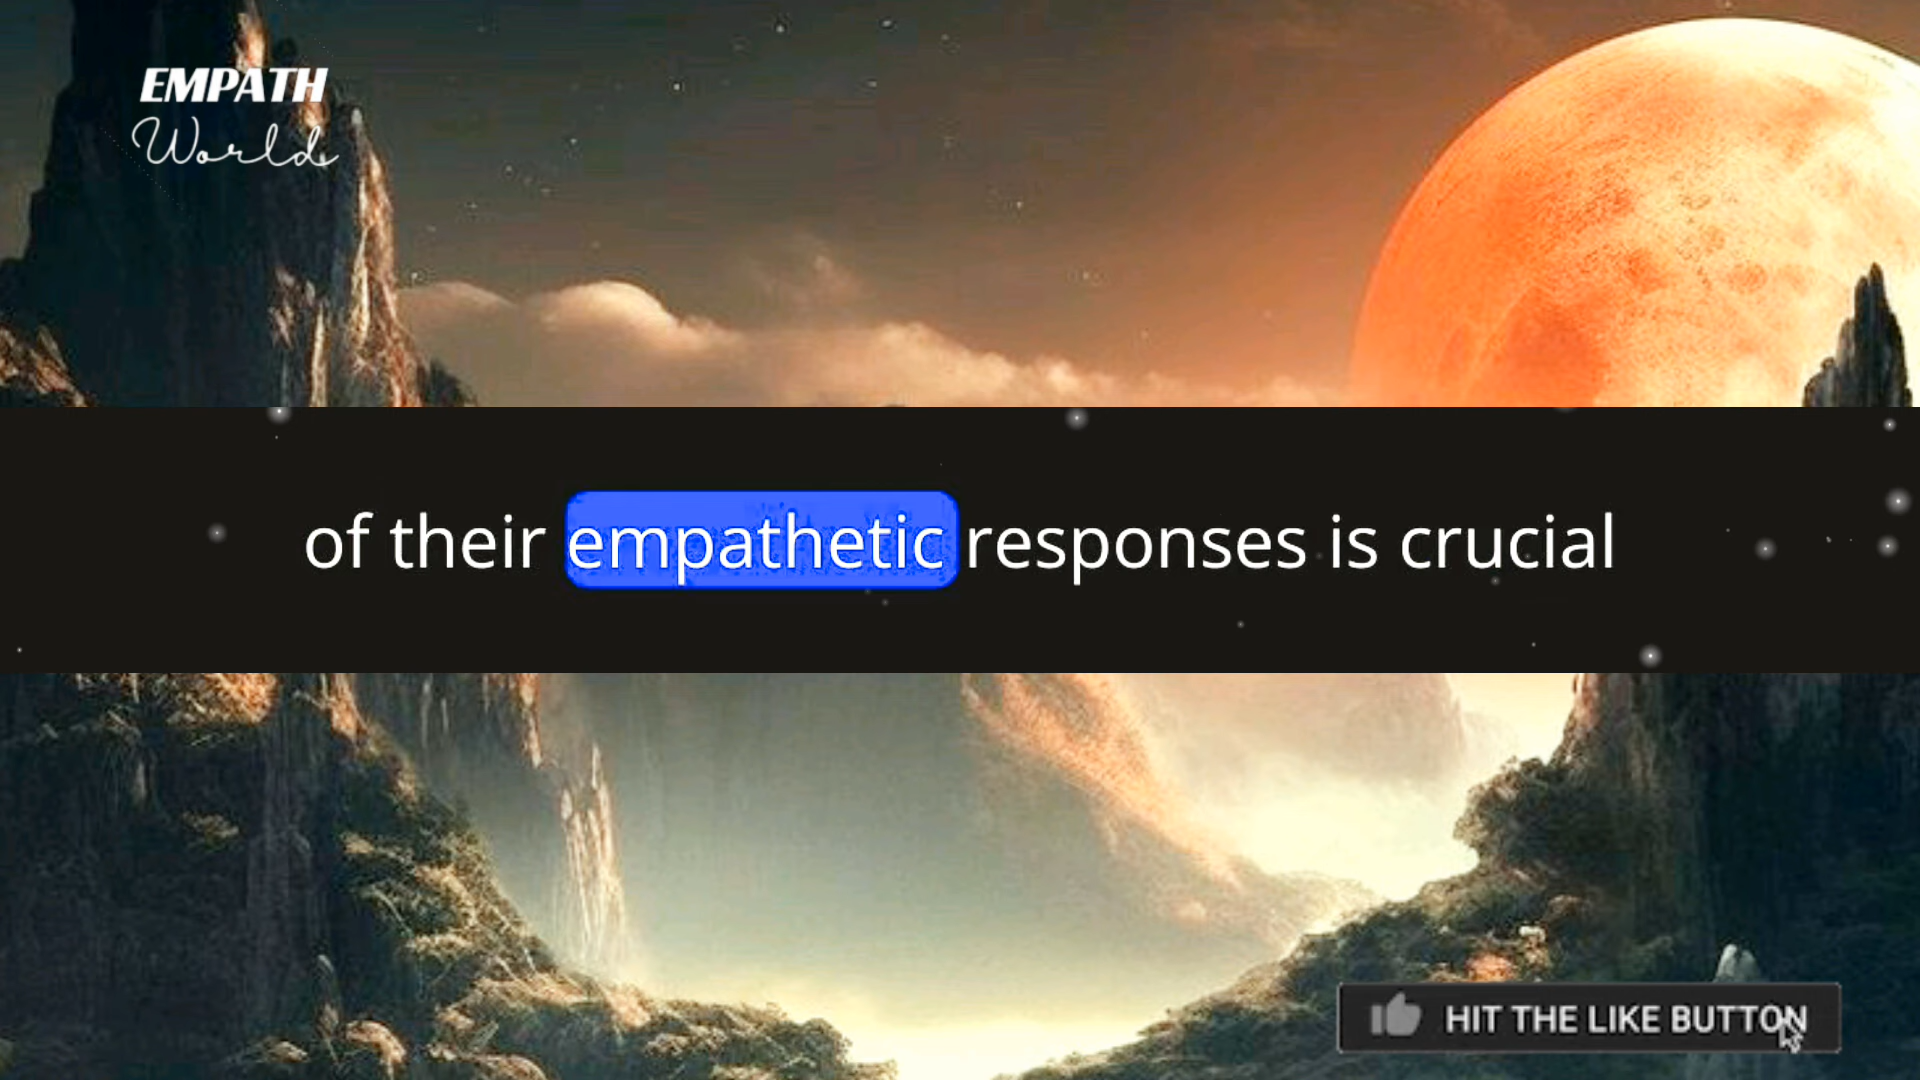 EMPATH
World
of their empathetic responses is crucial
HIT THE LIKE BUTTON